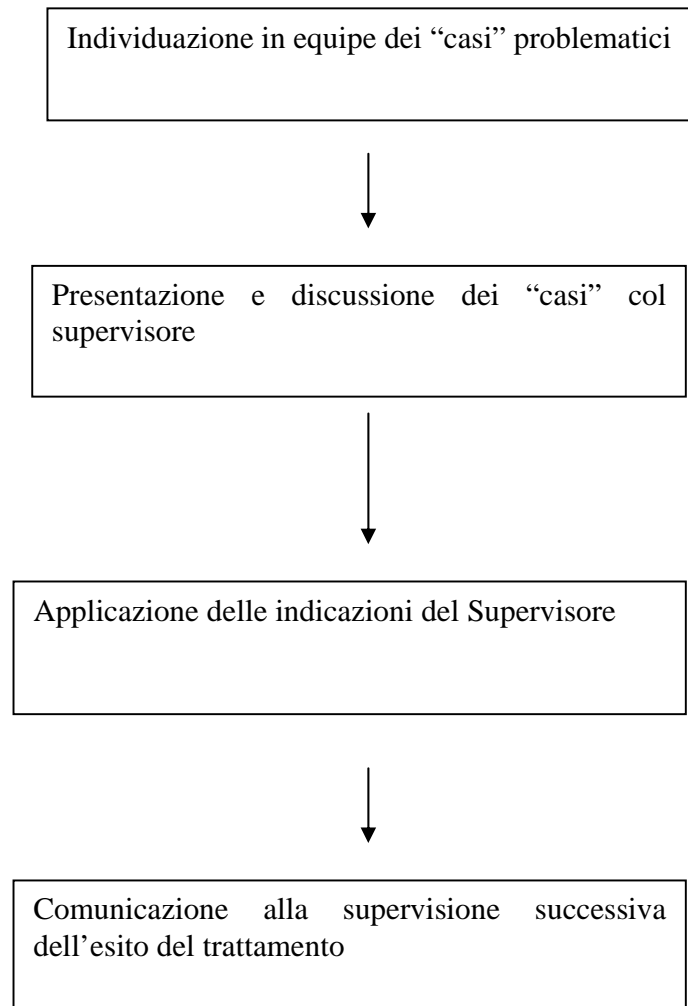 Individuazione in equipe dei “casi” problematici
Presentazione e discussione dei “casi” col
supervisore
Applicazione delle indicazioni del Supervisore
Comunicazione alla supervisione successiva
dell’esito del trattamento